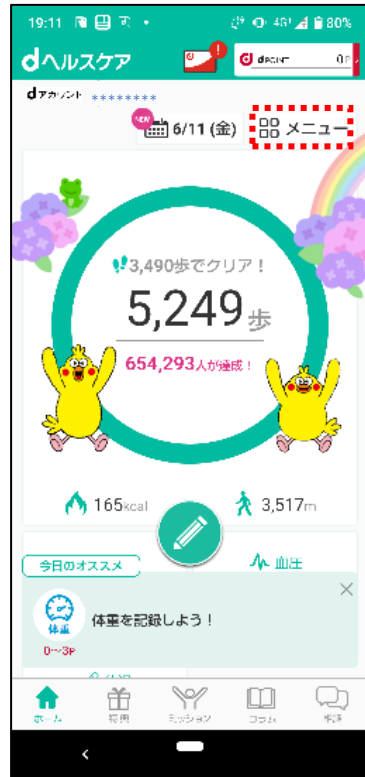 19:11 4G 80%
dヘルスケア
d POINT 0P
dアカウント ********
NEW 6/11 (金) メニュー
3,490歩でクリア！
5,249歩
654,293人が達成！
165kcal 3,517m
今日のオススメ 血圧
体重 体重を記録しよう！
0~3P
ホーム 特典 ミッション コラム 相談